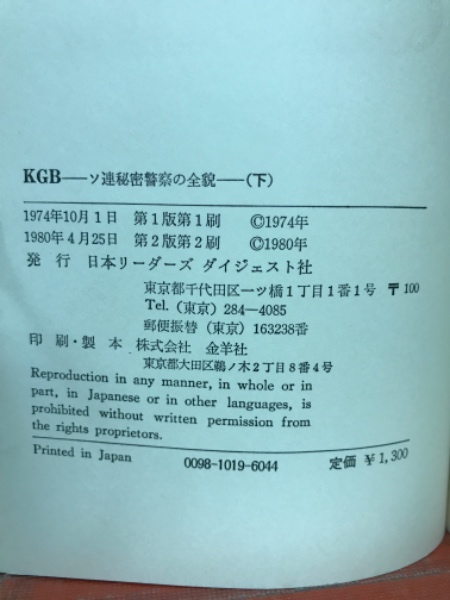 KGB──ソ連秘密警察の全貌──(下)
1974年10月1日 第1版第1刷 ©1974年
1980年4月25日 第2版第2刷 ©1980年
発行 日本リーダーズ ダイジェスト社
東京都千代田区一ツ橋1丁目1番1号 〒100
Tel. (東京) 284-4085
郵便振替 (東京) 163238番
印刷・製本 株式会社 金羊社
東京都大田区鵜ノ木2丁目8番4号
Reproduction in any manner, in whole or in
part, in Japanese or in other languages, is
prohibited without written permission from
the rights proprietors.
Printed in Japan 0098-1019-6044 定価 ¥1,300